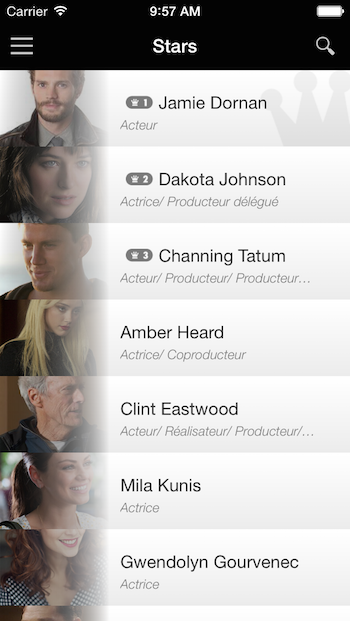 Carrier 9:57 AM
Stars
1 Jamie Dornan
Acteur
2 Dakota Johnson
Actrice/ Producteur délégué
3 Channing Tatum
Acteur/ Producteur/ Producteur…
Amber Heard
Actrice/ Coproducteur
Clint Eastwood
Acteur/ Réalisateur/ Producteur/…
Mila Kunis
Actrice
Gwendolyn Gourvenec
Actrice